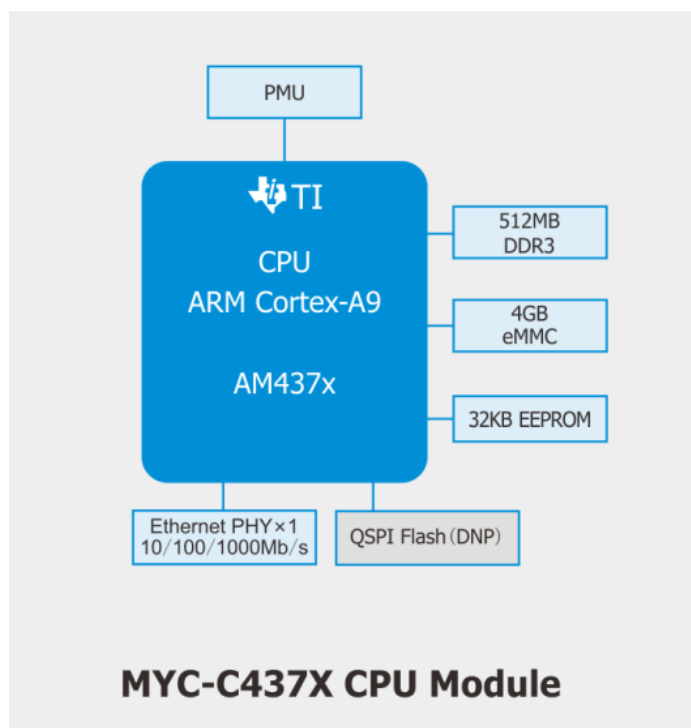 PMU
TI
CPU
ARM Cortex-A9
AM437x
512MB
DDR3
4GB
eMMC
32KB EEPROM
Ethernet PHY×1
10/100/1000Mb/s
QSPI Flash(DNP)
MYC-C437X CPU Module